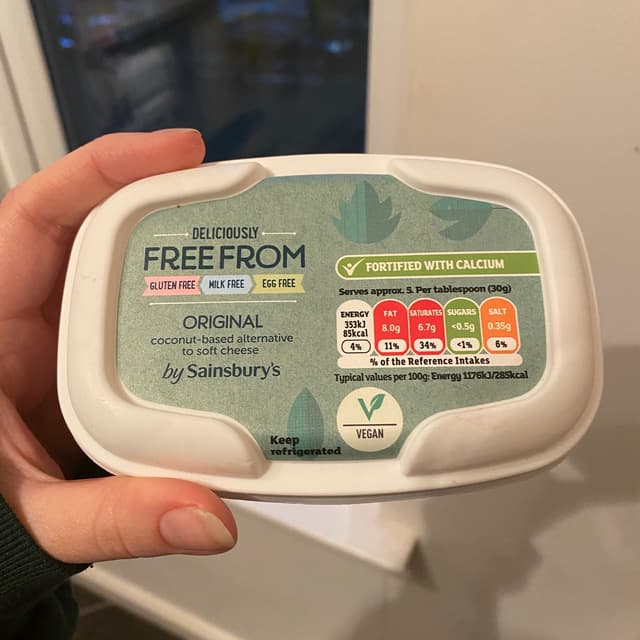 DELICIOUSLY
FREE FROM
GLUTEN FREE MILK FREE EGG FREE
ORIGINAL
coconut-based alternative
to soft cheese
by Sainsbury's
FORTIFIED WITH CALCIUM
Serves approx. 5. Per tablespoon (30g)
ENERGY FAT SATURATES SUGARS SALT
353kJ
85kcal 8.0g 6.7g <0.5g 0.35g
4% 11% 34% <1% 6%
% of the Reference Intakes
Typical values per 100g: Energy 1176kJ/285kcal
VEGAN
Keep
refrigerated